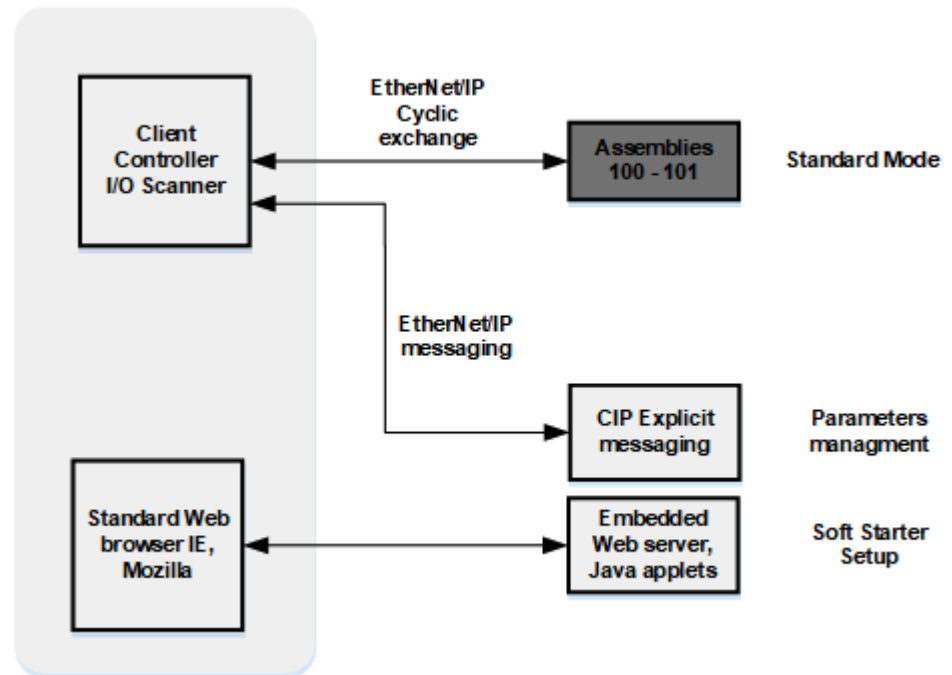 Client
Controller
I/O Scanner
EtherNet/IP
Cyclic
exchange
Assemblies
100 - 101
Standard Mode
EtherNet/IP
messaging
CIP Explicit
messaging
Parameters
managment
Standard Web
browser IE,
Mozilla
Embedded
Web server,
Java applets
Soft Starter
Setup